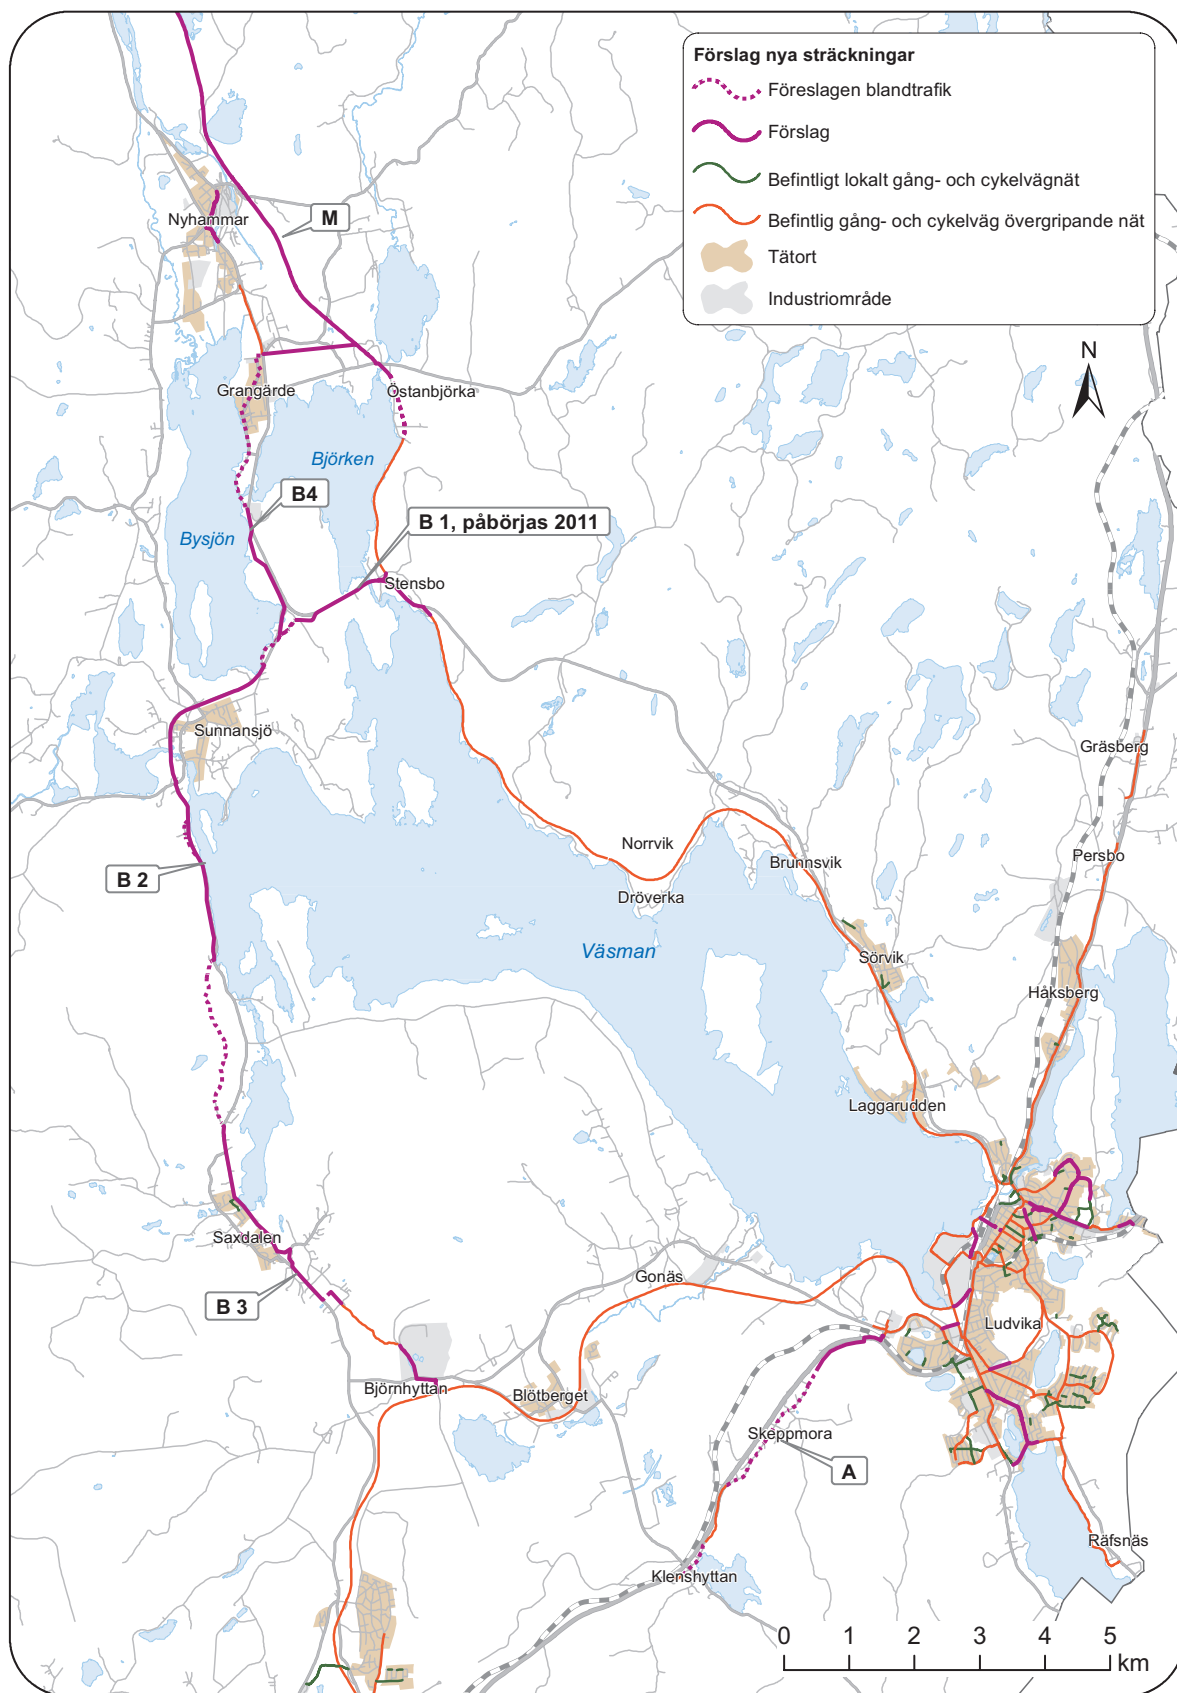 Förslag nya sträckningar
Föreslagen blandtrafik
Förslag
Befintligt lokalt gång- och cykelvägnät
Befintlig gång- och cykelväg övergripande nät
Tätort
Industriområde
Nyhammar
M
N
Grangärde
Östanbjörka
Björken
B4
B 1, påbörjas 2011
Bysjön
Stensbo
Sunnansjö
Gräsberg
Norrvik
Persbo
Brunnsvik
B 2
Dröverka
Väsman
Sörvik
Håksberg
Laggarudden
Saxdalen
Gonäs
B 3
Ludvika
Björnhyttan
Blötberget
Skeppmora
A
Räfsnäs
Klenshyttan
0 1 2 3 4 5
km